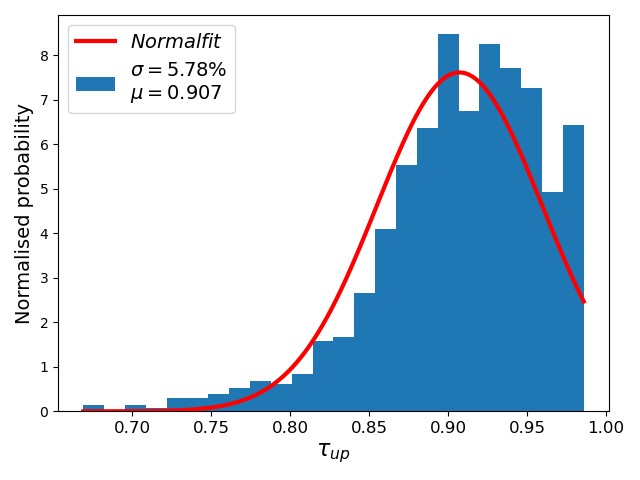 Normalfit
σ = 5.78%
μ = 0.907
Normalised probability
8
7
6
5
4
3
2
1
0
0.70 0.75 0.80 0.85 0.90 0.95 1.00
τup